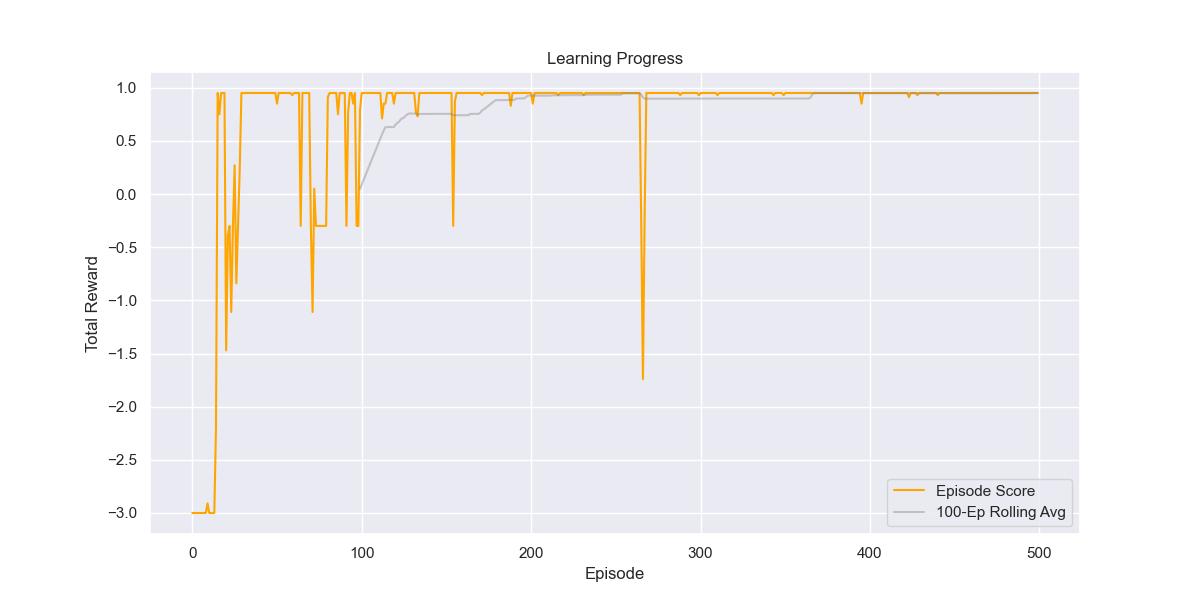 Learning Progress
Total Reward
1.0
0.5
0.0
−0.5
−1.0
−1.5
−2.0
−2.5
−3.0
Episode Score
100-Ep Rolling Avg
0 100 200 300 400 500
Episode